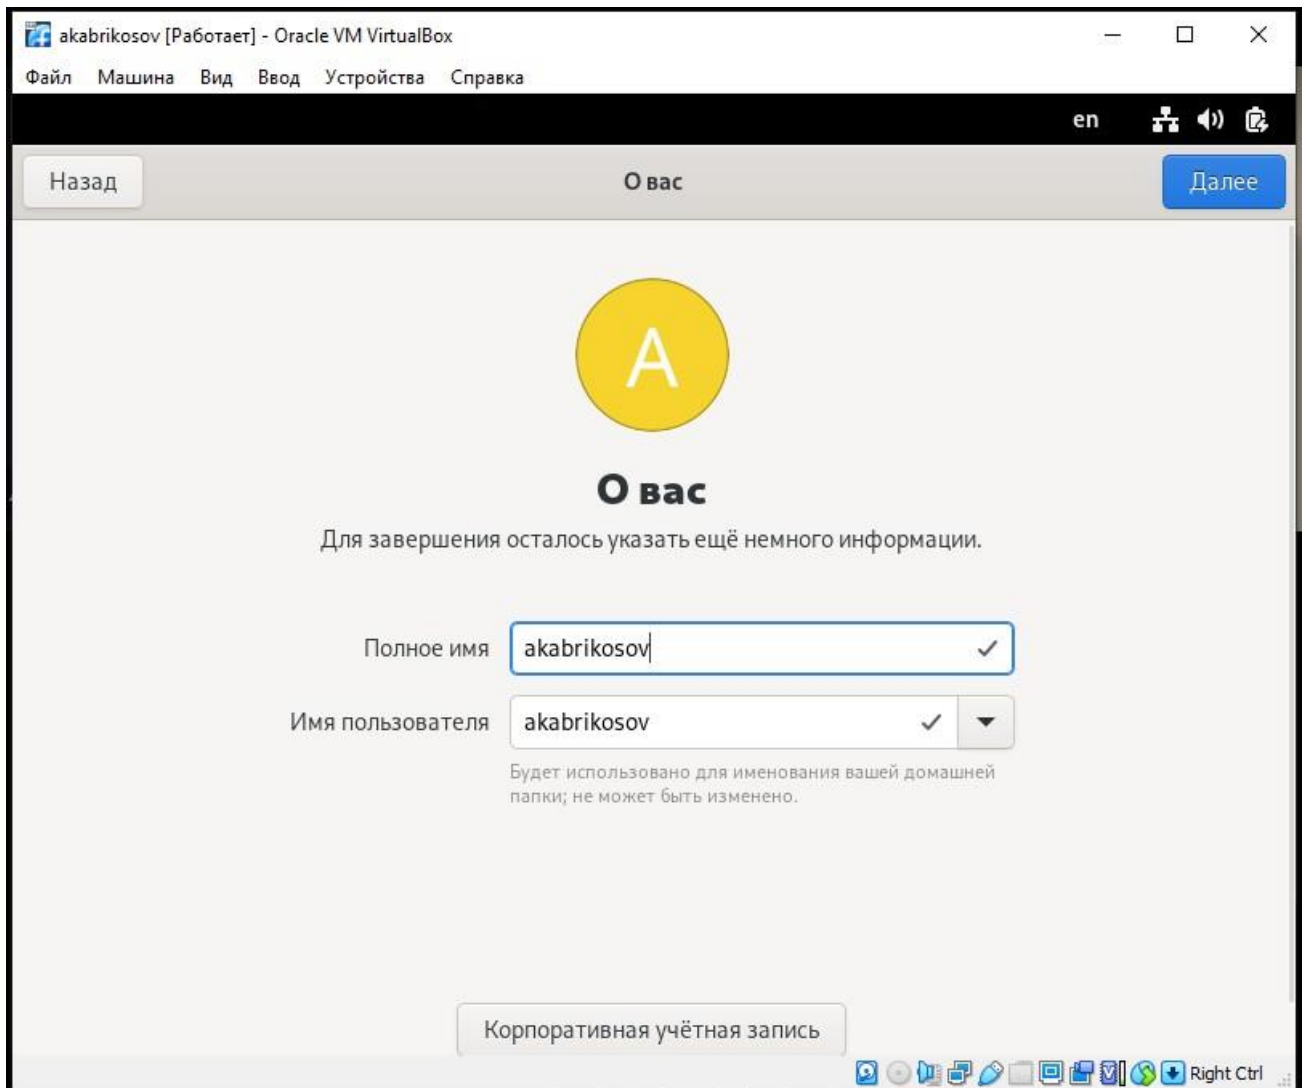 akabrikosov [Работает] - Oracle VM VirtualBox
Файл Машина Вид Ввод Устройства Справка
en
Назад О вас Далее
A
О вас
Для завершения осталось указать ещё немного информации.
Полное имя akabrikosov
Имя пользователя akabrikosov
Будет использовано для именования вашей домашней
папки; не может быть изменено.
Корпоративная учётная запись
Right Ctrl